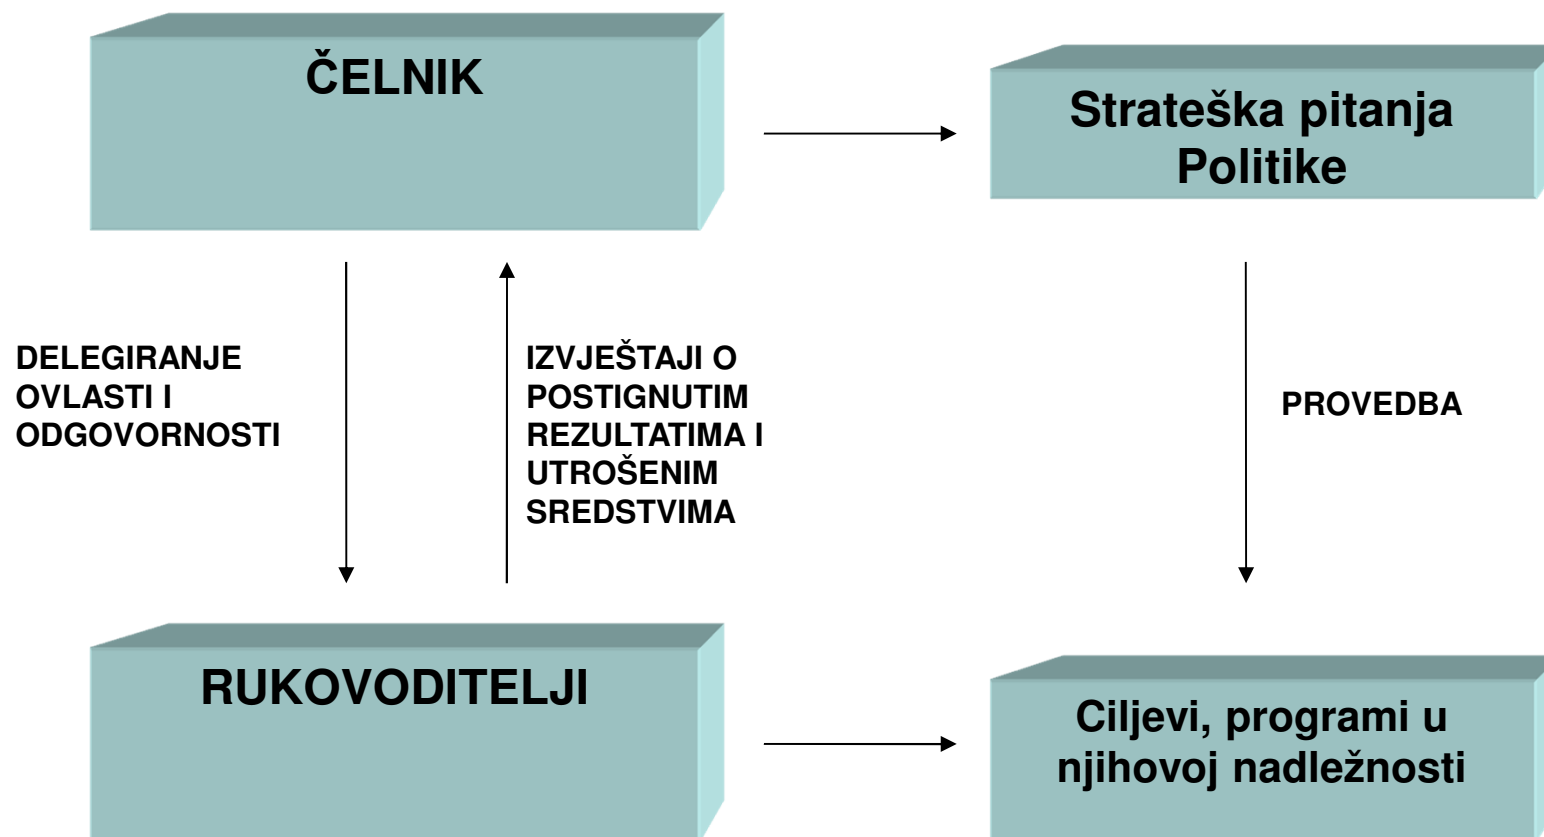 ČELNIK
Strateška pitanja
Politike
DELEGIRANJE
OVLASTI I
ODGOVORNOSTI
IZVJEŠTAJI O
POSTIGNUTIM
REZULTATIMA I
UTROŠENIM
SREDSTVIMA
PROVEDBA
RUKOVODITELJI
Ciljevi, programi u
njihovoj nadležnosti